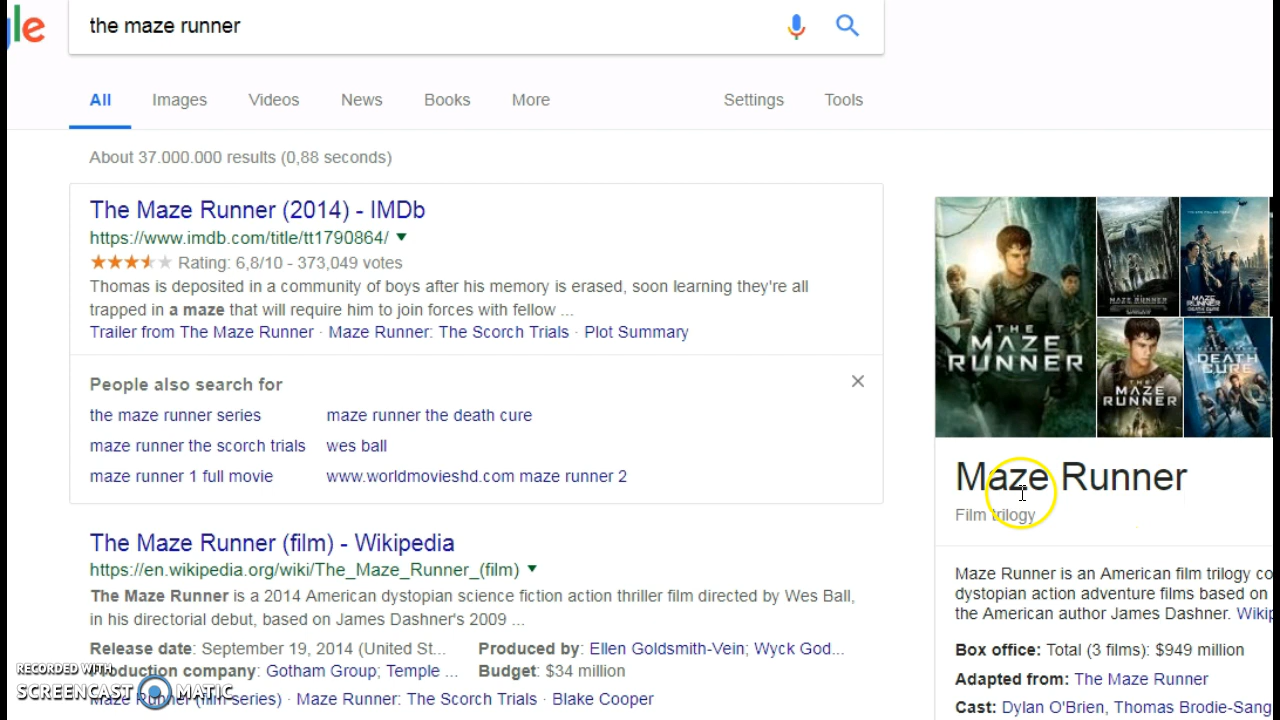 le
the maze runner
All Images Videos News Books More Settings Tools
About 37.000.000 results (0,88 seconds)
The Maze Runner (2014) - IMDb
https://www.imdb.com/title/tt1790864/
Rating: 6,8/10 - 373,049 votes
Thomas is deposited in a community of boys after his memory is erased, soon learning they're all
trapped in a maze that will require him to join forces with fellow ...
Trailer from The Maze Runner · Maze Runner: The Scorch Trials · Plot Summary
People also search for
the maze runner series maze runner the death cure
maze runner the scorch trials wes ball
maze runner 1 full movie www.worldmovieshd.com maze runner 2
The Maze Runner (film) - Wikipedia
https://en.wikipedia.org/wiki/The_Maze_Runner_(film)
The Maze Runner is a 2014 American dystopian science fiction action thriller film directed by Wes Ball,
in his directorial debut, based on James Dashner's 2009 ...
Release date: September 19, 2014 (United St... Produced by: Ellen Goldsmith-Vein; Wyck God...
Production company: Gotham Group; Temple ... Budget: $34 million
Maze Runner (film series) · Maze Runner: The Scorch Trials · Blake Cooper
RECORDED WITH
SCREENCAST MATIC
THE
MAZE
RUNNER
MAZE RUNNER
MAZE
RUNNER
THE
MAZE
RUNNER
DEATH
CURE
Maze Runner
Film trilogy
Maze Runner is an American film trilogy co
dystopian action adventure films based on
the American author James Dashner. Wikip
Box office: Total (3 films): $949 million
Adapted from: The Maze Runner
Cast: Dylan O'Brien, Thomas Brodie-Sang